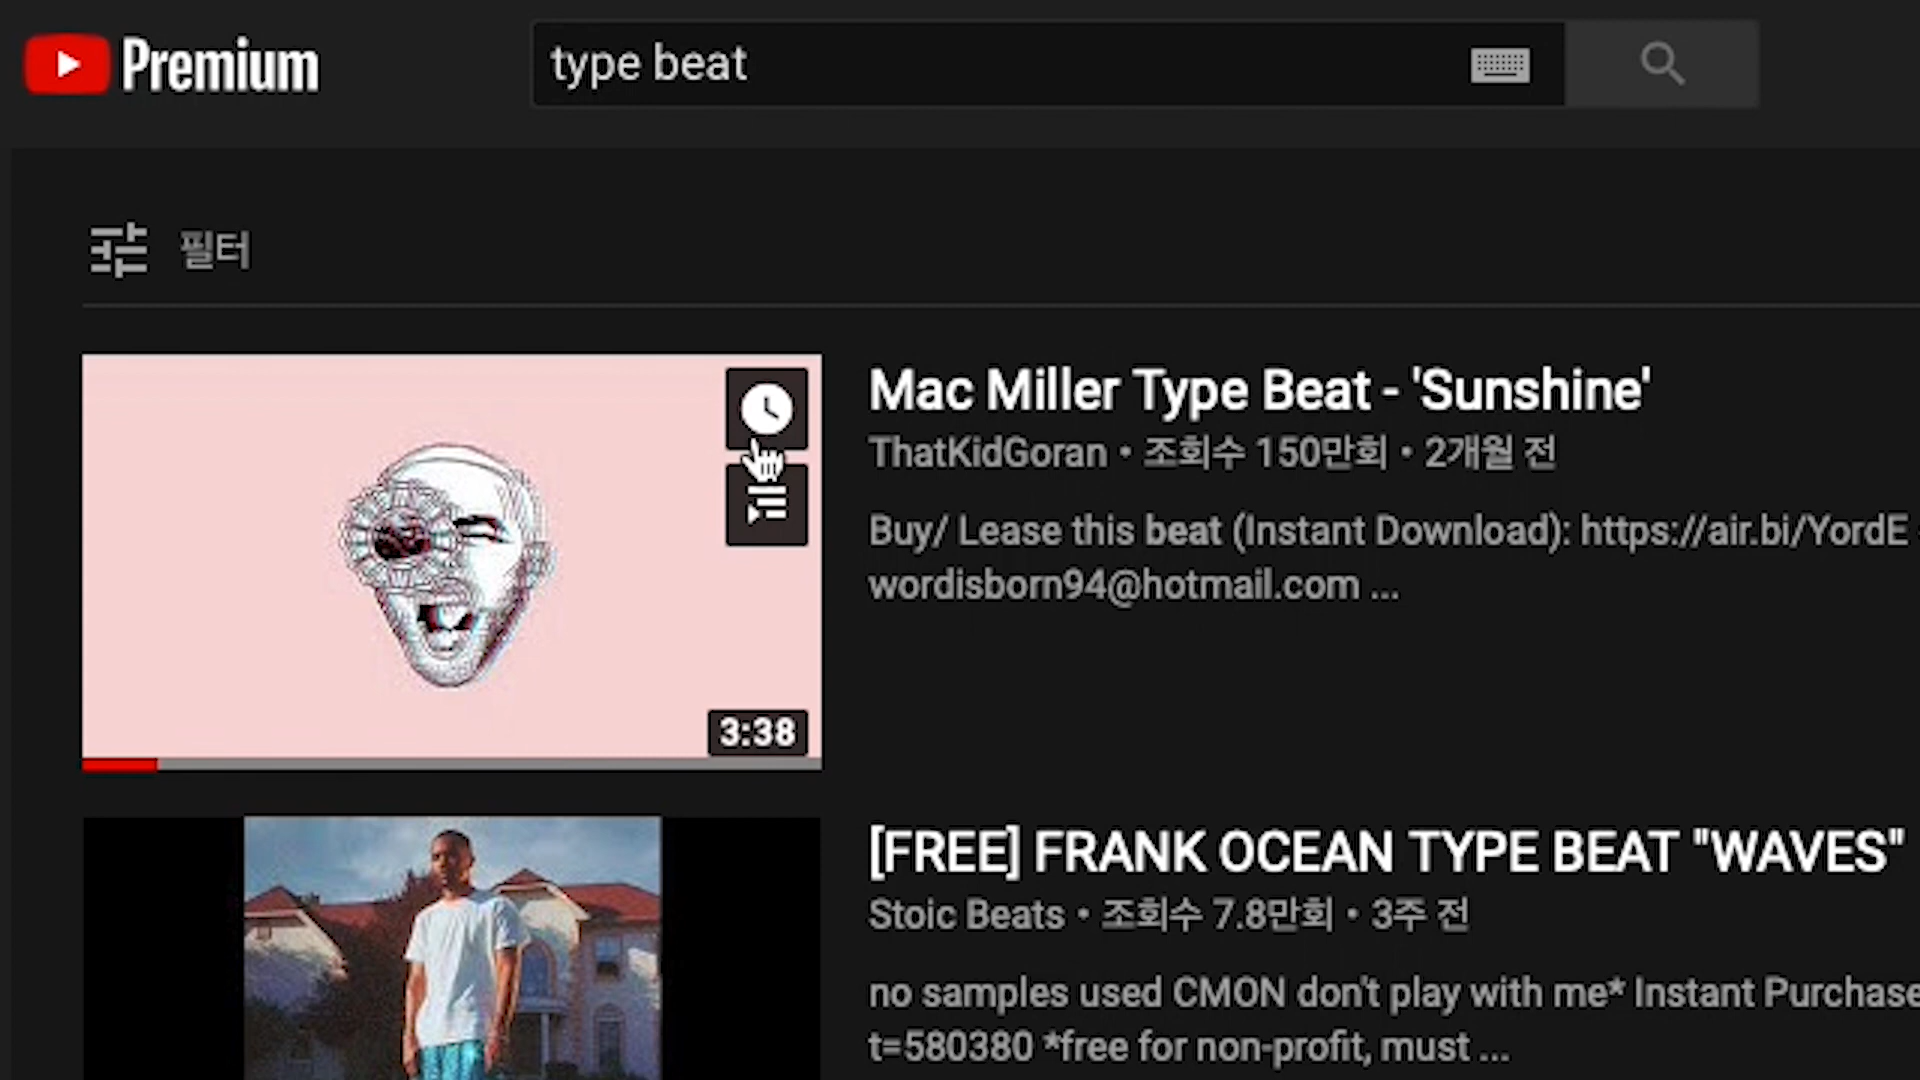 Premium
type beat
필터
Mac Miller Type Beat - 'Sunshine'
ThatKidGoran • 조회수 150만회 • 2개월 전
Buy/ Lease this beat (Instant Download): https://air.bi/YordE
wordisborn94@hotmail.com ...
3:38
[FREE] FRANK OCEAN TYPE BEAT "WAVES"
Stoic Beats • 조회수 7.8만회 • 3주 전
no samples used CMON don't play with me* Instant Purchase
t=580380 *free for non-profit, must ...